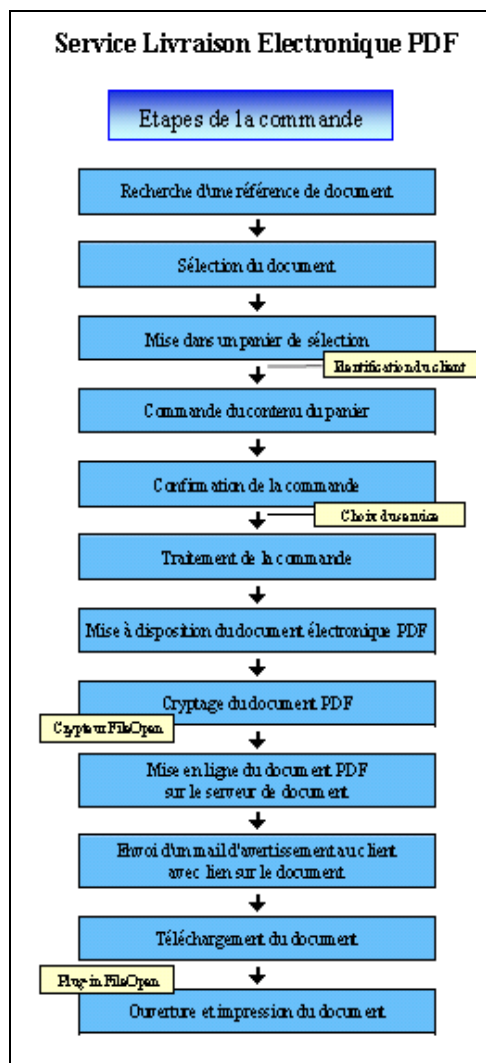 Service Livraison Electronique PDF
Etapes de la commande
Recherche d'une référence de document
Sélection du document
Mise dans un panier de sélection
Identification du client
Commande du contenu du panier
Confirmation de la commande
Choix du service
Traitement de la commande
Mise à disposition du document électronique PDF
Cryptage du document PDF
Crypteur FileOpen
Mise en ligne du document PDF
sur le serveur de document
Envoi d'un mail d'avertissement au client
avec lien sur le document
Téléchargement du document
Plug-in FileOpen
Ouverture et impression du document